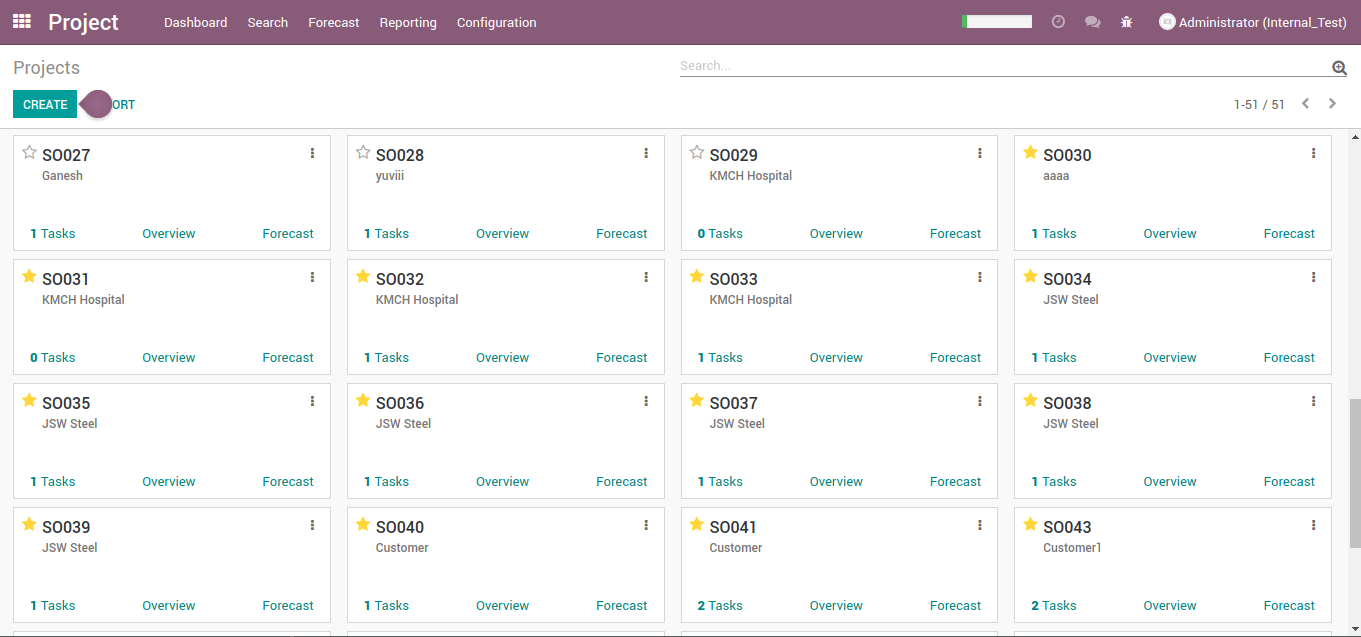 Project Dashboard Search Forecast Reporting Configuration Administrator (Internal_Test)
Projects Search...
CREATE ORT 1-51 / 51
SO027 SO028 SO029 SO030
Ganesh yuviii KMCH Hospital aaaa
1 Tasks Overview Forecast 1 Tasks Overview Forecast 0 Tasks Overview Forecast 1 Tasks Overview Forecast
SO031 SO032 SO033 SO034
KMCH Hospital KMCH Hospital KMCH Hospital JSW Steel
0 Tasks Overview Forecast 1 Tasks Overview Forecast 1 Tasks Overview Forecast 1 Tasks Overview Forecast
SO035 SO036 SO037 SO038
JSW Steel JSW Steel JSW Steel JSW Steel
1 Tasks Overview Forecast 1 Tasks Overview Forecast 1 Tasks Overview Forecast 1 Tasks Overview Forecast
SO039 SO040 SO041 SO043
JSW Steel Customer Customer Customer1
1 Tasks Overview Forecast 1 Tasks Overview Forecast 2 Tasks Overview Forecast 2 Tasks Overview Forecast